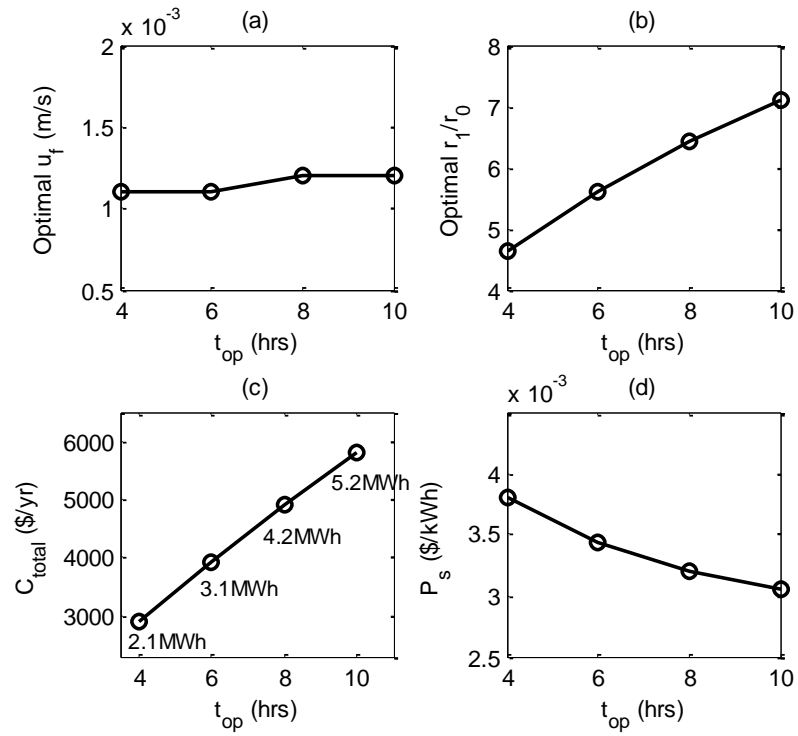 x 10^-3
(a)
2
1.5
1
0.5
4 6 8 10
t_op (hrs)
Optimal u_f (m/s)
(b)
8
7
6
5
4
4 6 8 10
t_op (hrs)
Optimal r_1/r_0
(c)
6000
5000
4000
3000
2.1MWh
3.1MWh
4.2MWh
5.2MWh
4 6 8 10
t_op (hrs)
C_total ($/yr)
x 10^-3
(d)
4
3.5
3
2.5
4 6 8 10
t_op (hrs)
P_s ($/kWh)